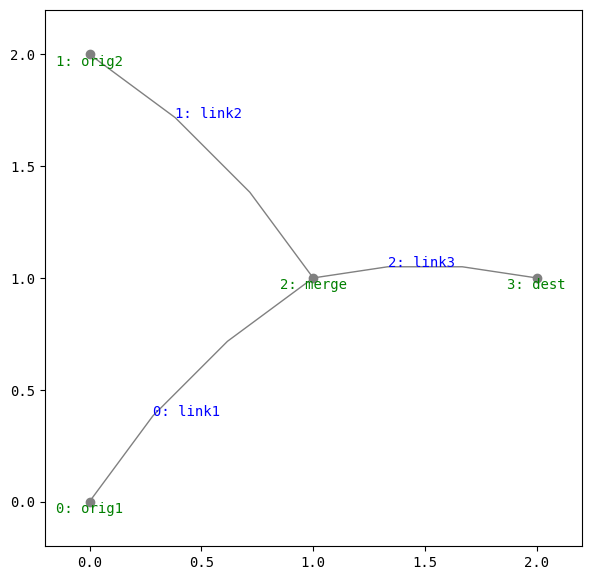 2.0
1: orig2
1: link2
1.5
2: link3
1.0
2: merge
3: dest
0.5
0: link1
0.0
0: orig1
0.0 0.5 1.0 1.5 2.0